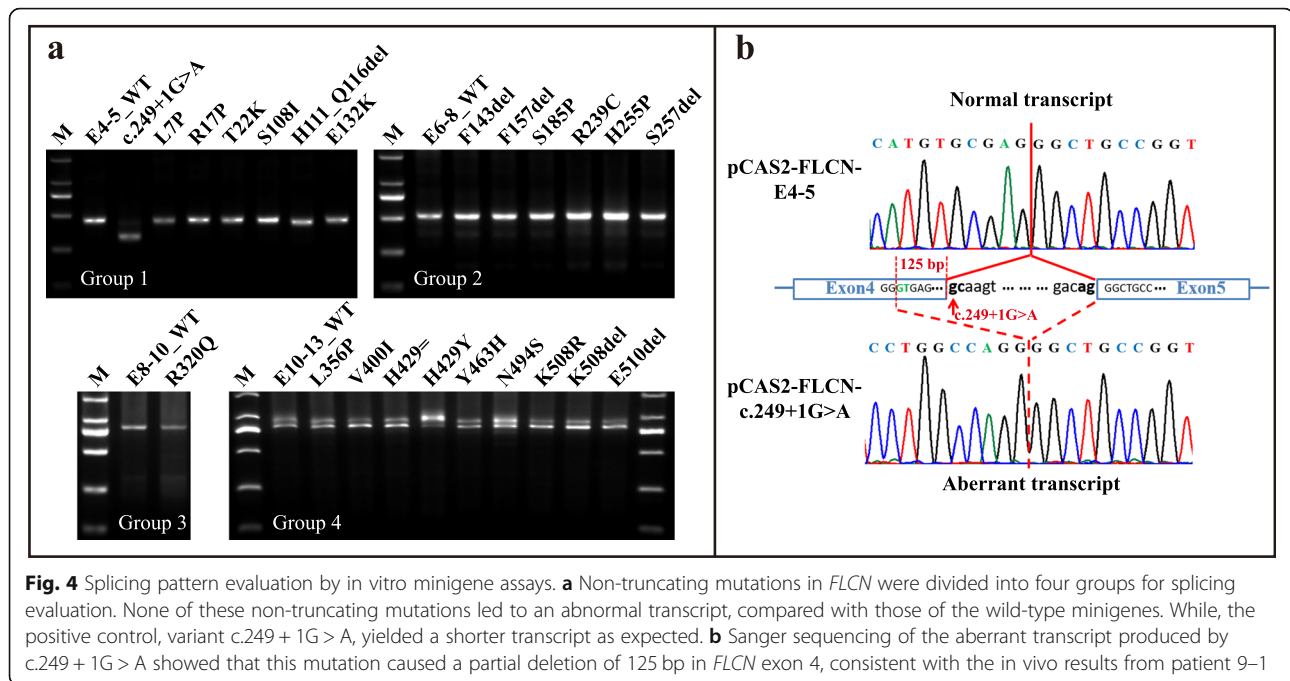 a
M E4-5_WT c.249+1G>A L7P R17P T22K S108I H111_Q116del E132K
Group 1
M E6-8_WT F143del F157del S185P R239C H255P S257del
Group 2
M E8-10_WT R320Q
Group 3
M E10-13_WT L356P V400I H429= H429Y Y463H N494S K508R K508del E510del
Group 4
b
Normal transcript
C A T G T G C G A G G G C T G C C G G T
pCAS2-FLCN-
E4-5
125 bp
Exon4 GGGTGAG··· gcaagt ··· ··· ··· gacag GGCTGCC··· Exon5
c.249+1G>A
C C T G G C C A G G G G C T G C C G G T
pCAS2-FLCN-
c.249+1G>A
Aberrant transcript
Fig. 4 Splicing pattern evaluation by in vitro minigene assays. a Non-truncating mutations in FLCN were divided into four groups for splicing
evaluation. None of these non-truncating mutations led to an abnormal transcript, compared with those of the wild-type minigenes. While, the
positive control, variant c.249 + 1G > A, yielded a shorter transcript as expected. b Sanger sequencing of the aberrant transcript produced by
c.249 + 1G > A showed that this mutation caused a partial deletion of 125 bp in FLCN exon 4, consistent with the in vivo results from patient 9–1